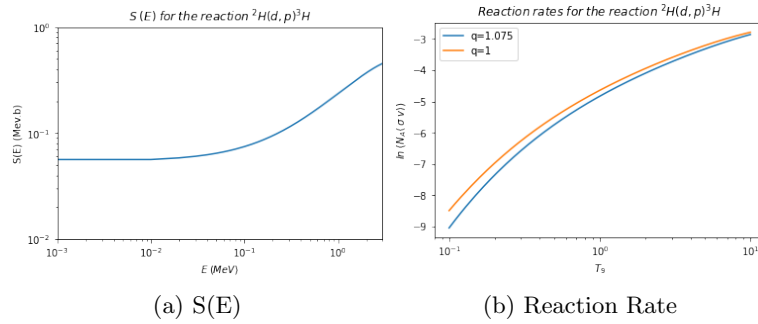 S (E) for the reaction ²H(d, p)³H
10⁰
10⁻¹
10⁻²
S(E) (Mev b)
10⁻³
10⁻²
10⁻¹
10⁰
E (MeV)
(a) S(E)
Reaction rates for the reaction ²H(d, p)³H
q=1.075
q=1
-3
-4
-5
-6
-7
-8
-9
ln (N_A⟨σ v⟩)
10⁻¹
10⁰
10¹
T₉
(b) Reaction Rate